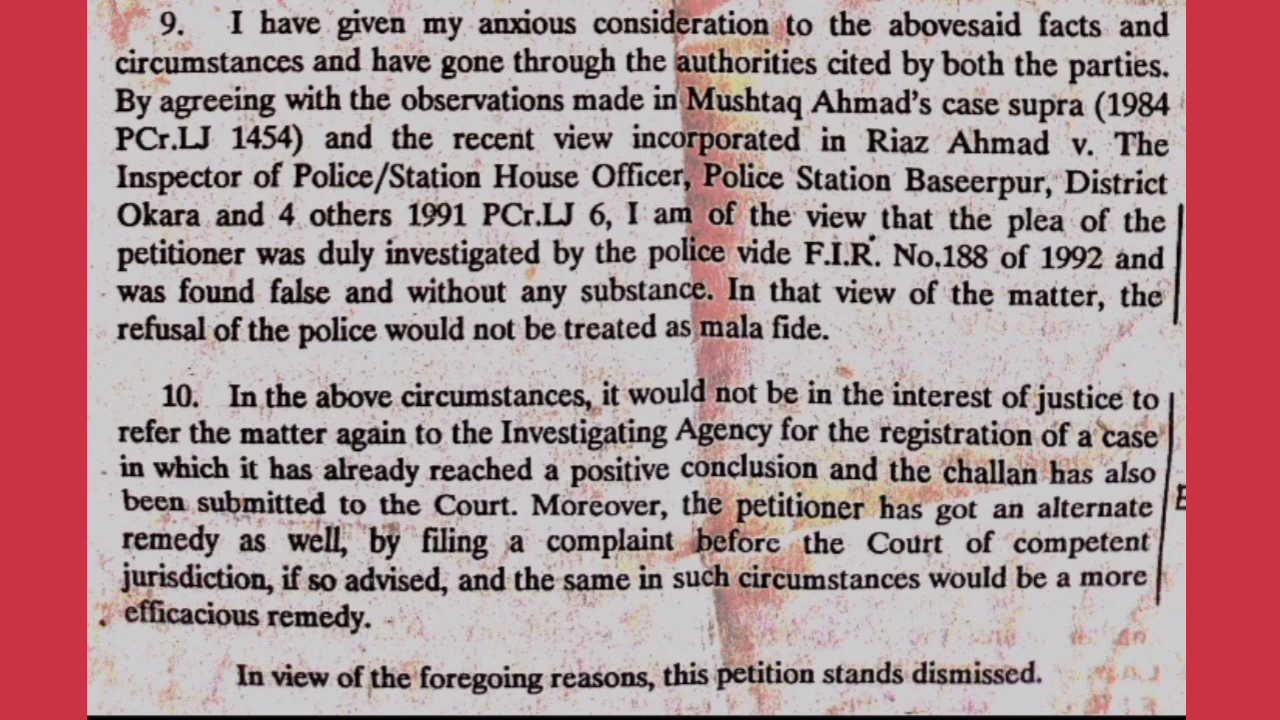 9. I have given my anxious consideration to the abovesaid facts and
circumstances and have gone through the authorities cited by both the parties.
By agreeing with the observations made in Mushtaq Ahmad's case supra (1984
PCr.LJ 1454) and the recent view incorporated in Riaz Ahmad v. The
Inspector of Police/Station House Officer, Police Station Baseerpur, District
Okara and 4 others 1991 PCr.LJ 6, I am of the view that the plea of the
petitioner was duly investigated by the police vide F.I.R. No.188 of 1992 and
was found false and without any substance. In that view of the matter, the
refusal of the police would not be treated as mala fide.
10. In the above circumstances, it would not be in the interest of justice to
refer the matter again to the Investigating Agency for the registration of a case
in which it has already reached a positive conclusion and the challan has also
been submitted to the Court. Moreover, the petitioner has got an alternate
remedy as well, by filing a complaint before the Court of competent
jurisdiction, if so advised, and the same in such circumstances would be a more
efficacious remedy.
In view of the foregoing reasons, this petition stands dismissed.